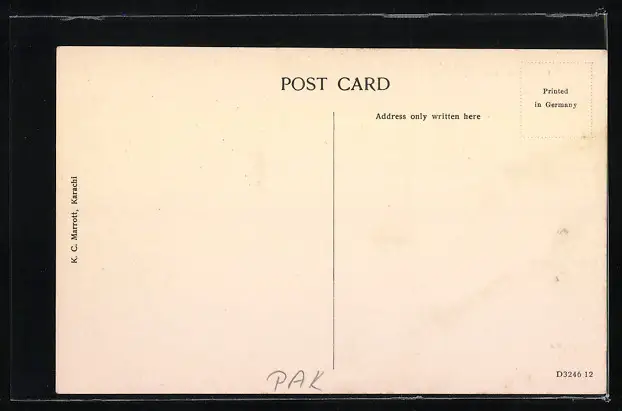 POST CARD
Printed
in Germany
Address only written here
K. C. Marrott, Karachi
D3246 12
PAK